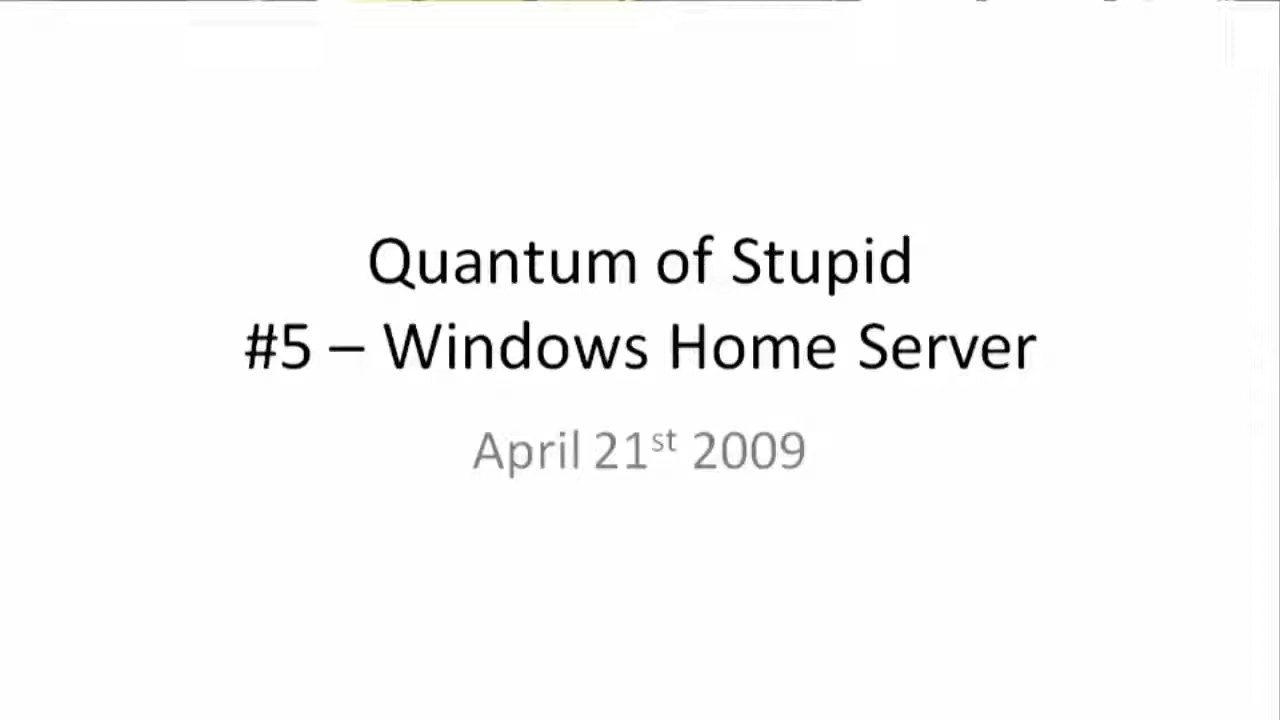 Quantum of Stupid
#5 – Windows Home Server
April 21st 2009